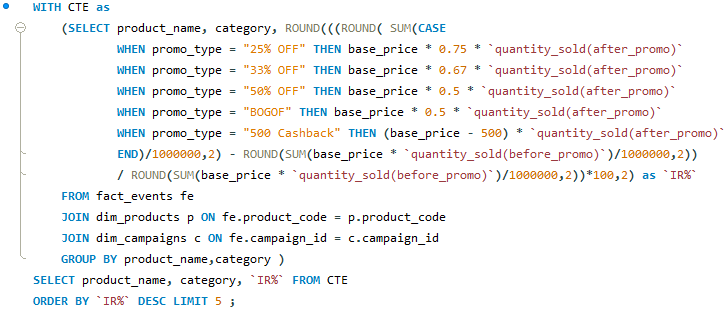 WITH CTE as
(SELECT product_name, category, ROUND(((ROUND( SUM(CASE
WHEN promo_type = "25% OFF" THEN base_price * 0.75 * `quantity_sold(after_promo)`
WHEN promo_type = "33% OFF" THEN base_price * 0.67 * `quantity_sold(after_promo)`
WHEN promo_type = "50% OFF" THEN base_price * 0.5 * `quantity_sold(after_promo)`
WHEN promo_type = "BOGOF" THEN base_price * 0.5 * `quantity_sold(after_promo)`
WHEN promo_type = "500 Cashback" THEN (base_price - 500) * `quantity_sold(after_promo)`
END)/1000000,2) - ROUND(SUM(base_price * `quantity_sold(before_promo)`)/1000000,2))
/ ROUND(SUM(base_price * `quantity_sold(before_promo)`)/1000000,2))*100,2) as `IR%`
FROM fact_events fe
JOIN dim_products p ON fe.product_code = p.product_code
JOIN dim_campaigns c ON fe.campaign_id = c.campaign_id
GROUP BY product_name,category )
SELECT product_name, category, `IR%` FROM CTE
ORDER BY `IR%` DESC LIMIT 5 ;